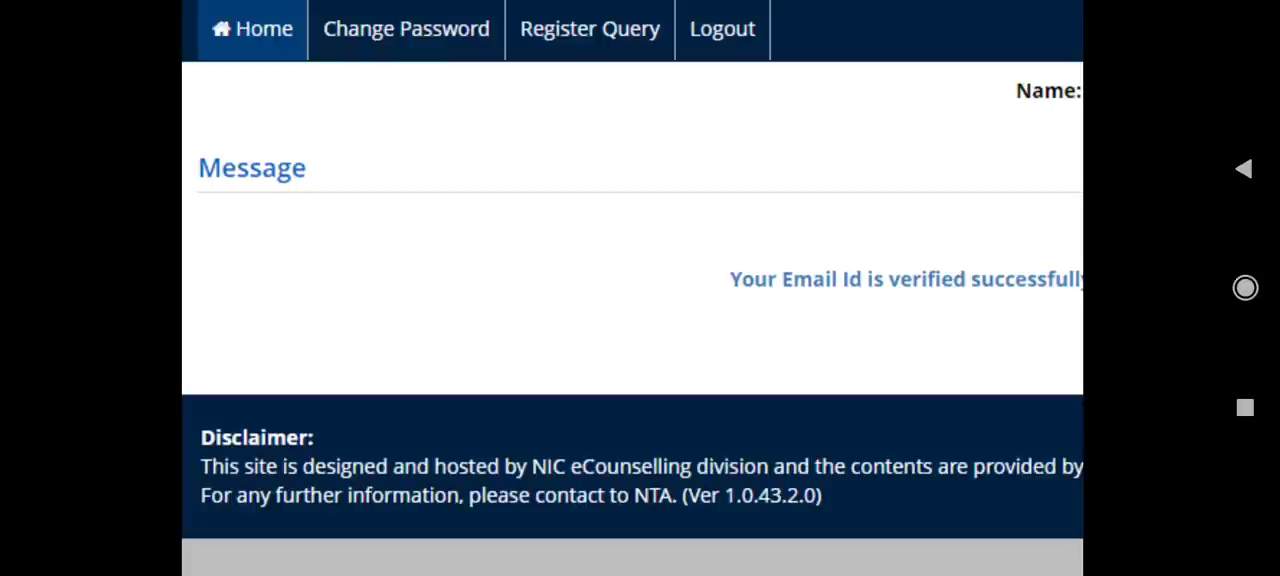 Home Change Password Register Query Logout
Name:
Message
Your Email Id is verified successfully
Disclaimer:
This site is designed and hosted by NIC eCounselling division and the contents are provided by
For any further information, please contact to NTA. (Ver 1.0.43.2.0)